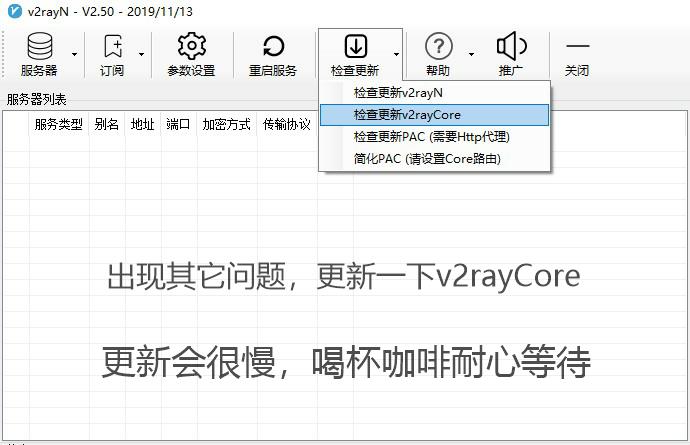 v2rayN - V2.50 - 2019/11/13
服务器 订阅 参数设置 重启服务 检查更新 帮助 推广 关闭
服务器列表
服务类型 别名 地址 端口 加密方式 传输协议
检查更新v2rayN
检查更新v2rayCore
检查更新PAC (需要Http代理)
简化PAC (请设置Core路由)
出现其它问题，更新一下v2rayCore
更新会很慢，喝杯咖啡耐心等待